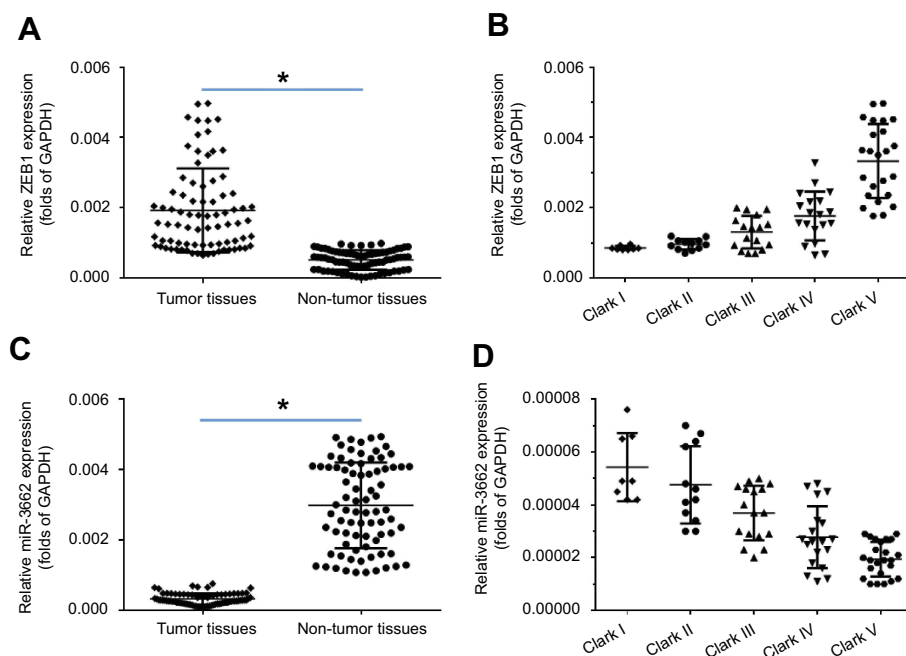 A
Relative ZEB1 expression
(folds of GAPDH)
0.006
0.004
0.002
0.000
*
Tumor tissues
Non-tumor tissues
B
Relative ZEB1 expression
(folds of GAPDH)
0.006
0.004
0.002
0.000
Clark I
Clark II
Clark III
Clark IV
Clark V
C
Relative miR-3662 expression
(folds of GAPDH)
0.006
0.004
0.002
0.000
*
Tumor tissues
Non-tumor tissues
D
Relative miR-3662 expression
(folds of GAPDH)
0.00008
0.00006
0.00004
0.00002
0.00000
Clark I
Clark II
Clark III
Clark IV
Clark V